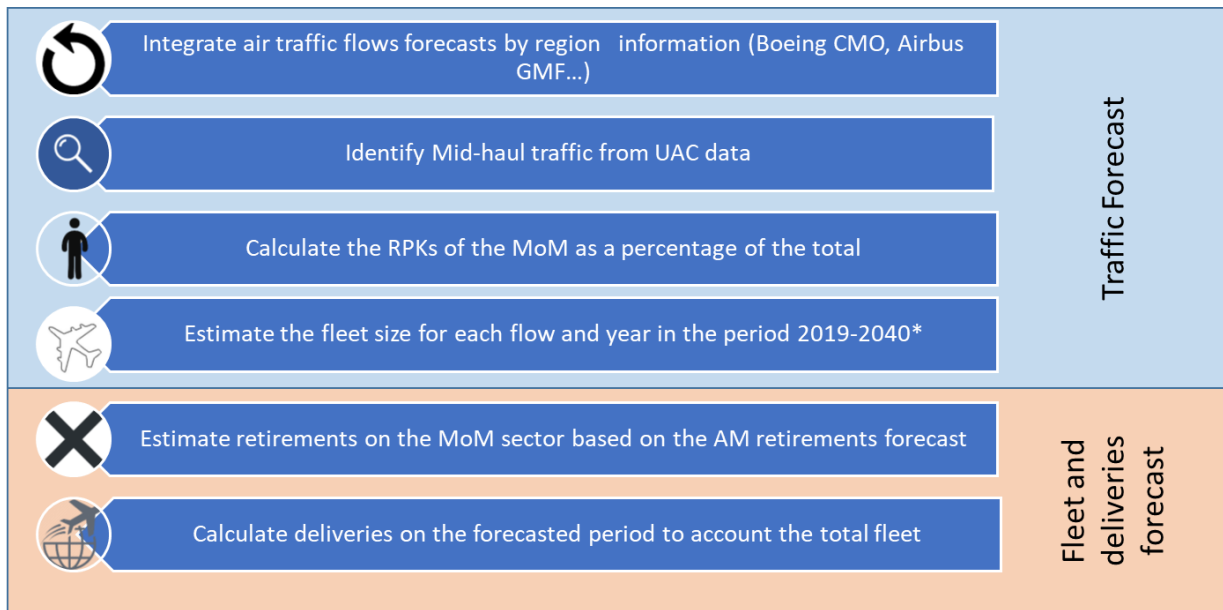 Integrate air traffic flows forecasts by region information (Boeing CMO, Airbus
GMF...)
Identify Mid-haul traffic from UAC data
Calculate the RPKs of the MoM as a percentage of the total
Estimate the fleet size for each flow and year in the period 2019-2040*
Traffic Forecast
Estimate retirements on the MoM sector based on the AM retirements forecast
Calculate deliveries on the forecasted period to account the total fleet
Fleet and
deliveries
forecast